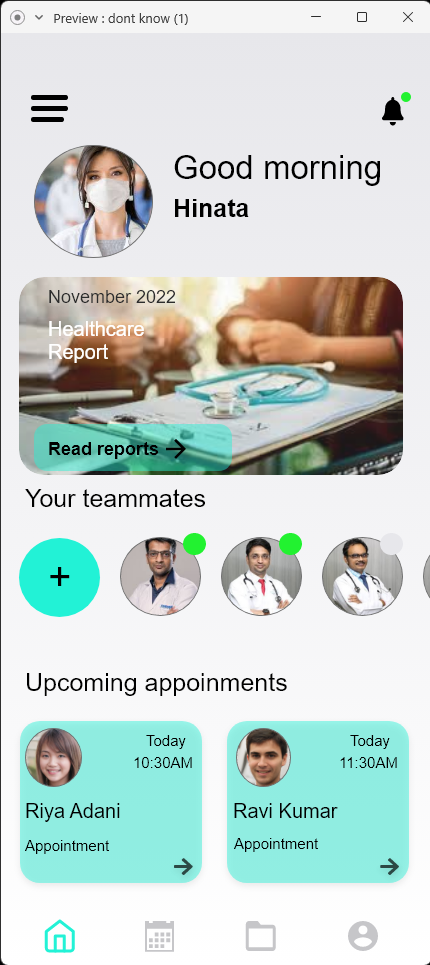 Preview : dont know (1)
Good morning
Hinata
November 2022
Healthcare
Report
Read reports
Your teammates
+
Upcoming appoinments
Today
10:30AM
Riya Adani
Appointment
Today
11:30AM
Ravi Kumar
Appointment